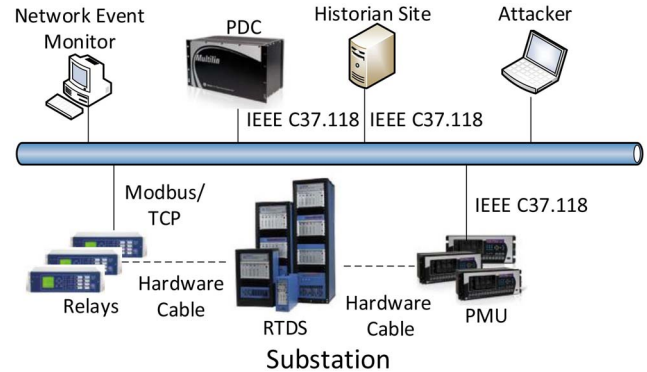 Network Event
Monitor
PDC
Historian Site
Attacker
Multilin
IEEE C37.118
IEEE C37.118
Modbus/
TCP
IEEE C37.118
Hardware
Cable
Relays
RTDS
Hardware
Cable
PMU
Substation